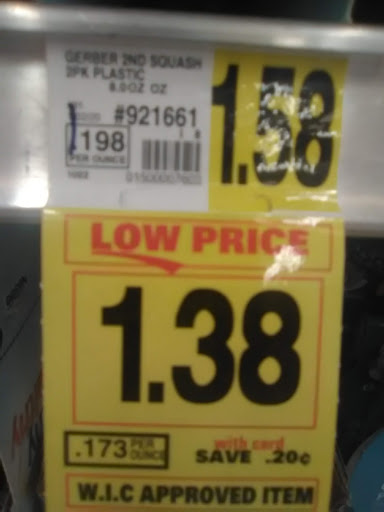 GERBER 2ND SQUASH
2PK PLASTIC
8.0OZ OZ
#921661
.198
PER OUNCE
1.58
LOW PRICE
1.38
.173 PER OUNCE
with card
SAVE .20¢
W.I.C APPROVED ITEM